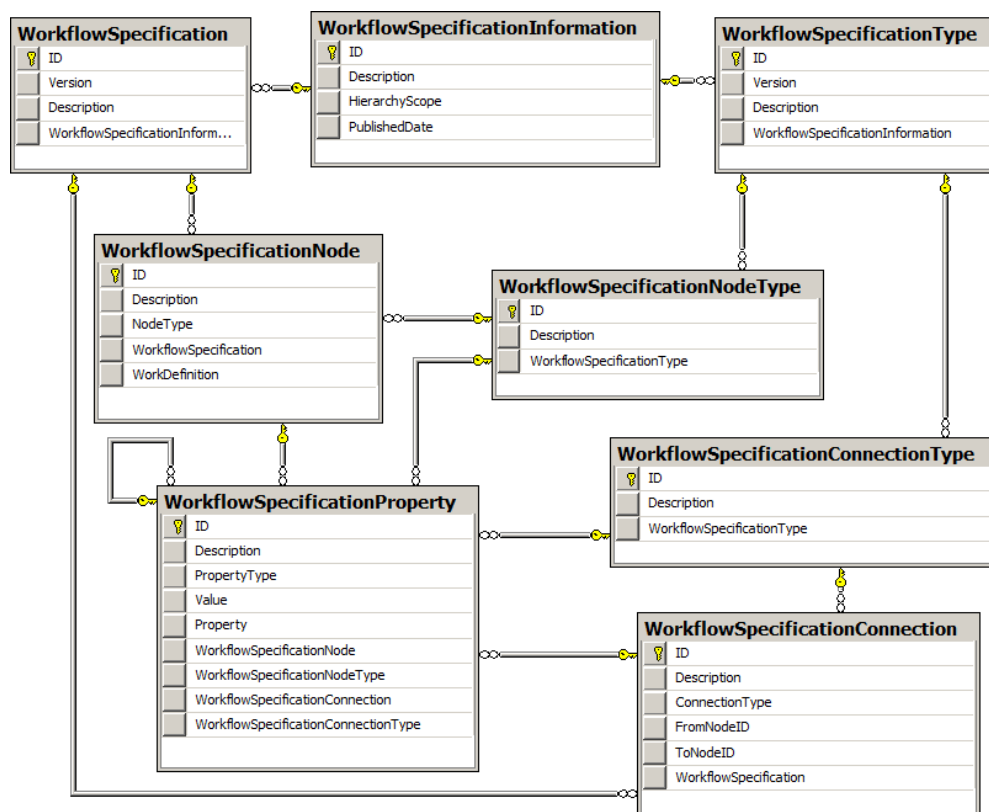 WorkflowSpecification
ID
Version
Description
WorkflowSpecificationInform...
WorkflowSpecificationInformation
ID
Description
HierarchyScope
PublishedDate
WorkflowSpecificationType
ID
Version
Description
WorkflowSpecificationInformation
WorkflowSpecificationNode
ID
Description
NodeType
WorkflowSpecification
WorkDefinition
WorkflowSpecificationNodeType
ID
Description
WorkflowSpecificationType
WorkflowSpecificationConnectionType
ID
Description
WorkflowSpecificationType
WorkflowSpecificationProperty
ID
Description
PropertyType
Value
Property
WorkflowSpecificationNode
WorkflowSpecificationNodeType
WorkflowSpecificationConnection
WorkflowSpecificationConnectionType
WorkflowSpecificationConnection
ID
Description
ConnectionType
FromNodeID
ToNodeID
WorkflowSpecification